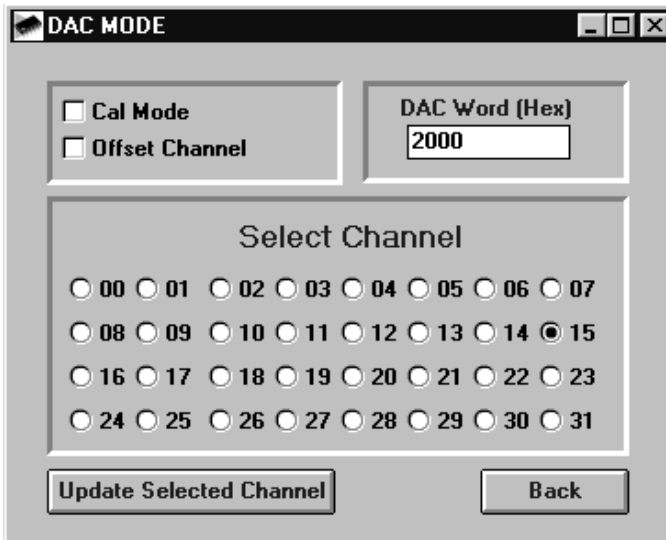 DAC MODE
Cal Mode
Offset Channel
DAC Word (Hex)
2000
Select Channel
00 01 02 03 04 05 06 07
08 09 10 11 12 13 14 15
16 17 18 19 20 21 22 23
24 25 26 27 28 29 30 31
Update Selected Channel
Back